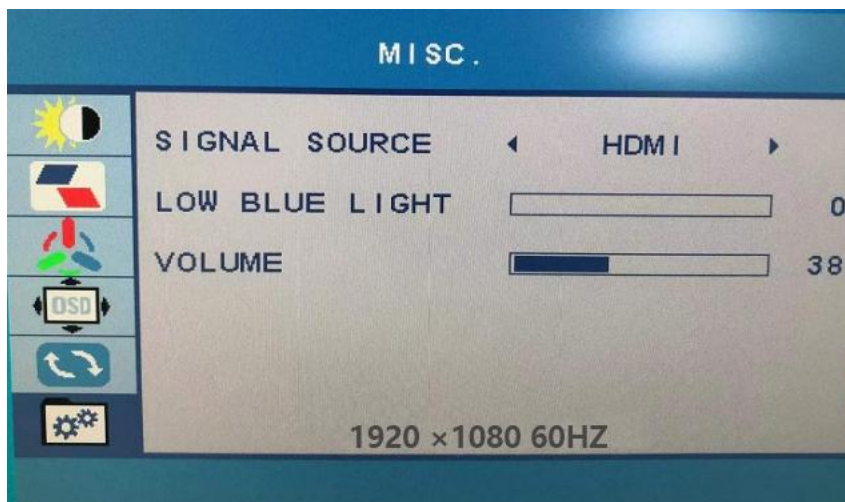 MISC.
SIGNAL SOURCE HDMI
LOW BLUE LIGHT 0
VOLUME 38
OSD
1920 ×1080 60HZ